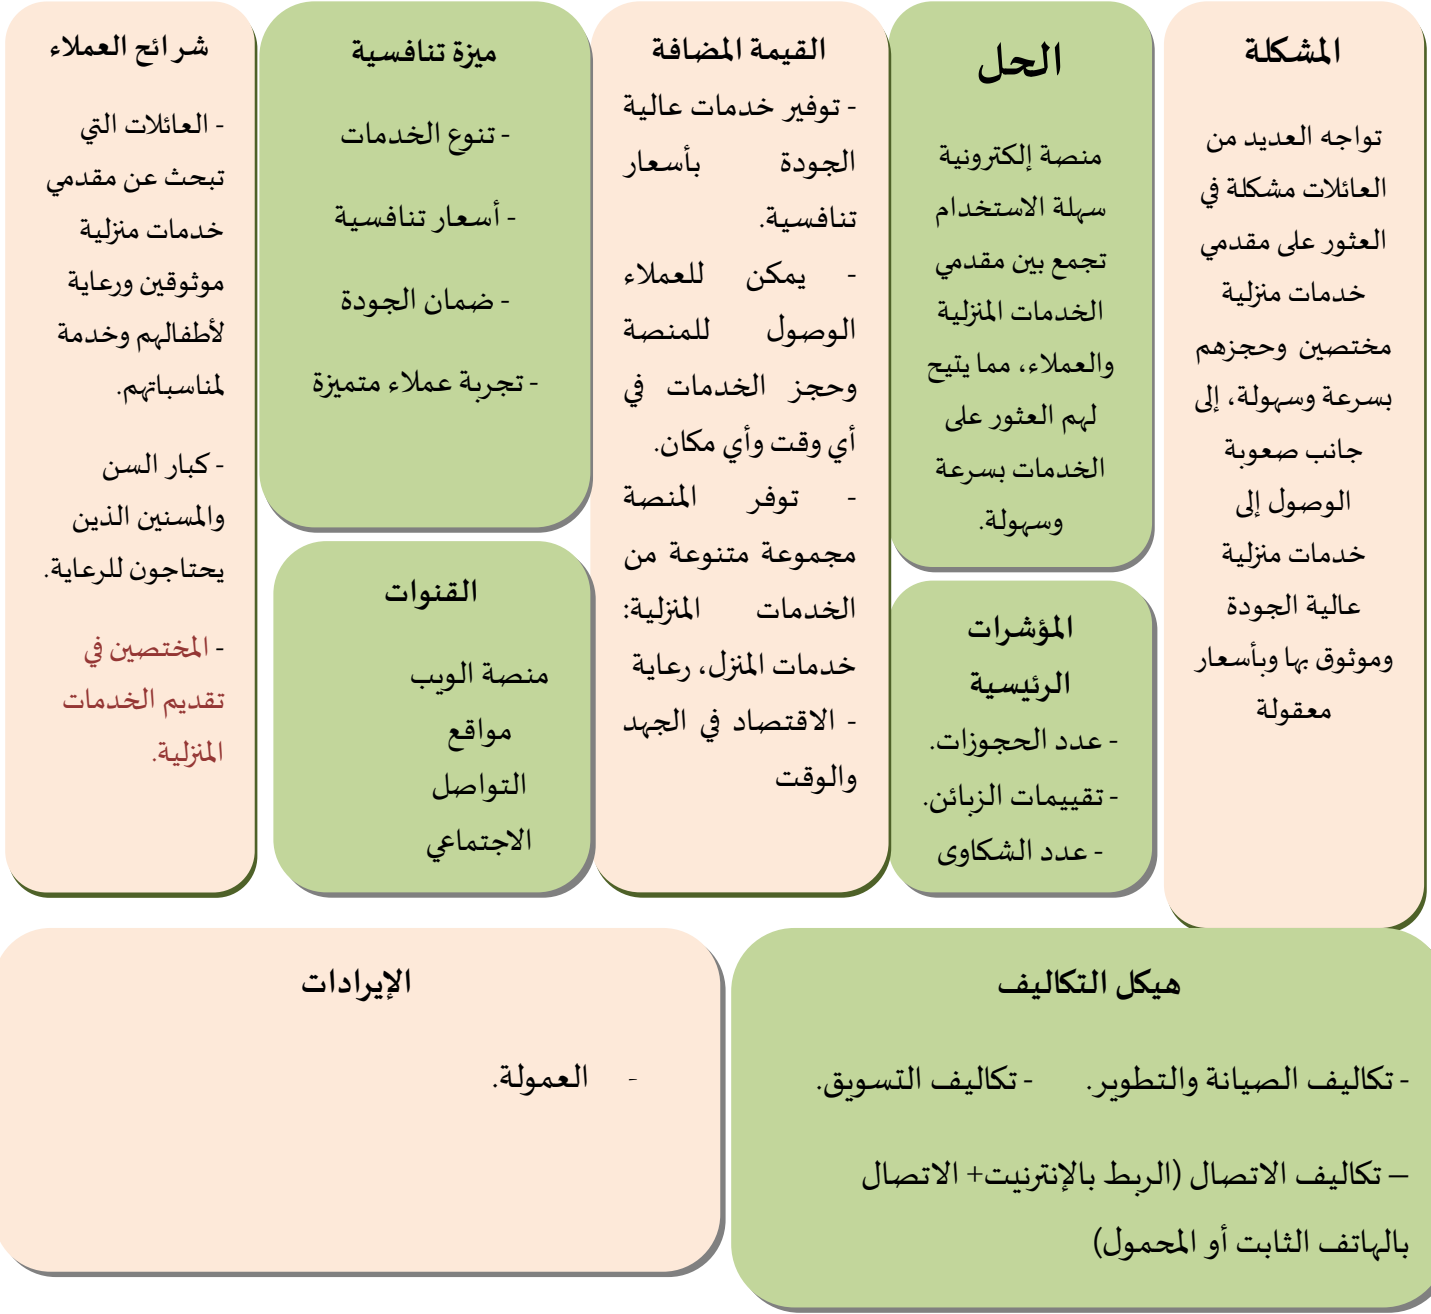 المشكلة
تواجه العديد من
العائلات مشكلة في
العثور على مقدمي
خدمات منزلية
مختصين وحجزهم
بسرعة وسهولة، إلى
جانب صعوبة
الوصول إلى
خدمات منزلية
عالية الجودة
وموثوق بها وبأسعار
معقولة
الحل
منصة إلكترونية
سهلة الاستخدام
تجمع بين مقدمي
الخدمات المنزلية
والعملاء، مما يتيح
لهم العثور على
الخدمات بسرعة
وسهولة.
المؤشرات
الرئيسية
- عدد الحجوزات.
- تقييمات الزبائن.
- عدد الشكاوى
القيمة المضافة
- توفير خدمات عالية
الجودة بأسعار
تنافسية.
- يمكن للعملاء
الوصول للمنصة
وحجز الخدمات في
أي وقت وأي مكان.
- توفر المنصة
مجموعة متنوعة من
الخدمات المنزلية:
خدمات المنزل، رعاية
- الاقتصاد في الجهد
والوقت
ميزة تنافسية
- تنوع الخدمات
- أسعار تنافسية
- ضمان الجودة
- تجربة عملاء متميزة
القنوات
منصة الويب
مواقع
التواصل
الاجتماعي
شرائح العملاء
- العائلات التي
تبحث عن مقدمي
خدمات منزلية
موثوقين ورعاية
لأطفالهم وخدمة
لمناسباتهم.
- كبار السن
والمسنين الذين
يحتاجون للرعاية.
- المختصين في
تقديم الخدمات
المنزلية.
هيكل التكاليف
- تكاليف الصيانة والتطوير. - تكاليف التسويق.
– تكاليف الاتصال (الربط بالإنترنيت+ الاتصال
بالهاتف الثابت أو المحمول)
الإيرادات
- العمولة.